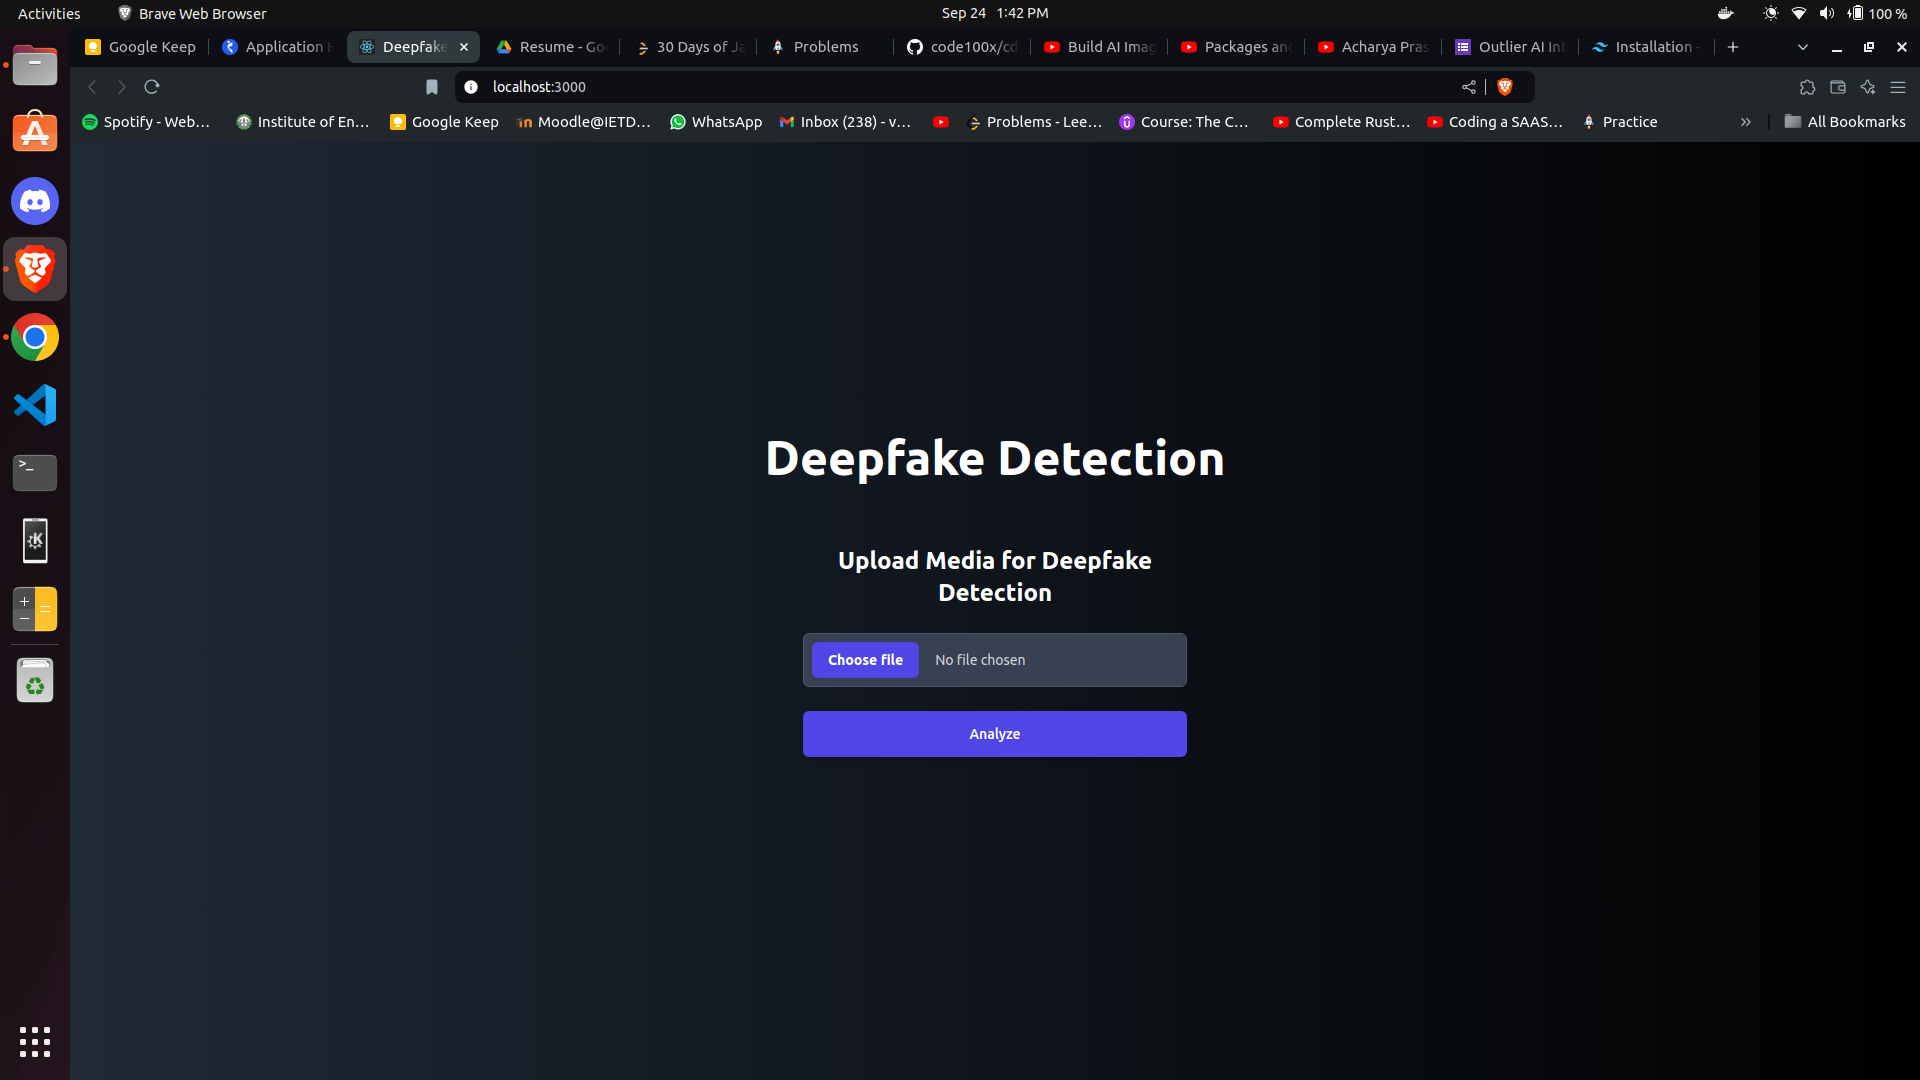 Activities
Brave Web Browser
Sep 24 1:42 PM
100 %
Google Keep
Application
Deepfake
Resume - Go
30 Days of Ja
Problems
code100x/cd
Build AI Imag
Packages and
Acharya Pras
Outlier AI Int
Installation -
localhost:3000
Spotify - Web...
Institute of En...
Google Keep
Moodle@IETD...
WhatsApp
Inbox (238) - v...
Problems - Lee...
Course: The C...
Complete Rust...
Coding a SAAS...
Practice
All Bookmarks
Deepfake Detection
Upload Media for Deepfake
Detection
Choose file No file chosen
Analyze